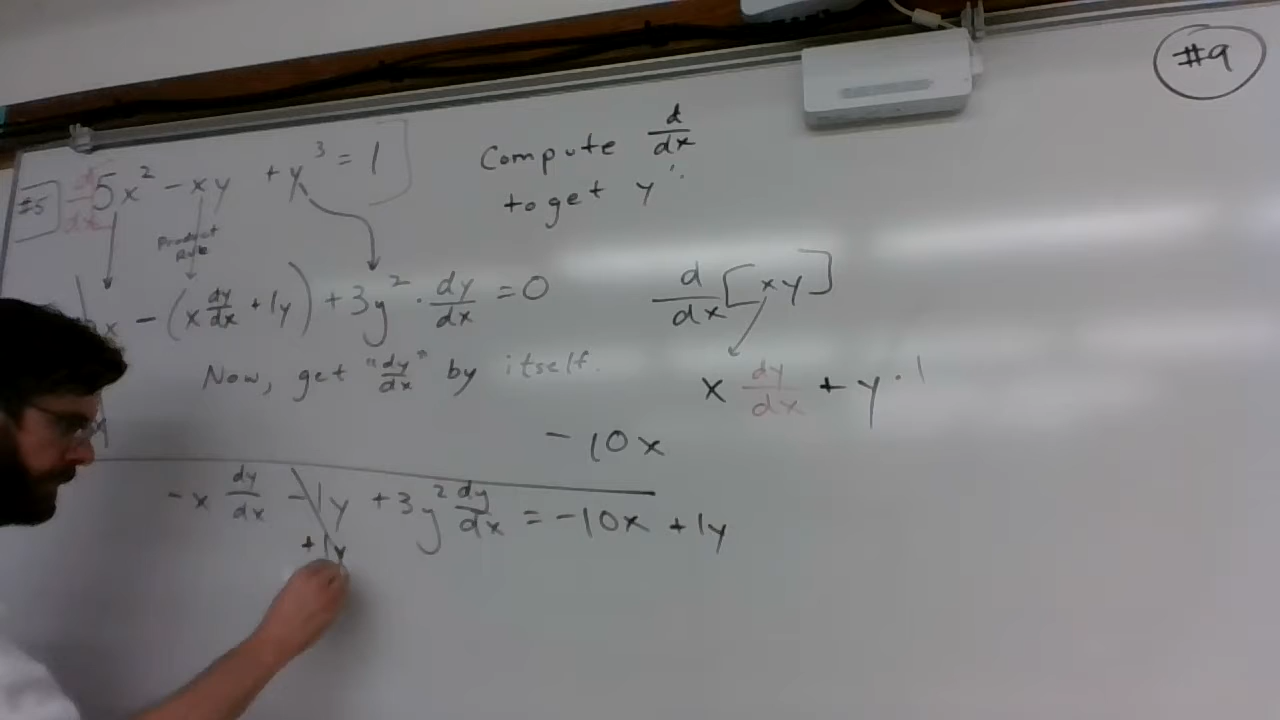 #9
#5 d/dx 5x² - xy + y³ = 1]
Compute d/dx
to get y'.
Product
Rule
x - (x dy/dx + 1y) + 3y² · dy/dx = 0
d/dx [xy]
Now, get "dy/dx" by itself.
x dy/dx + y · 1
- 10x
-x dy/dx - 1y + 3y² dy/dx = -10x + 1y
+1y